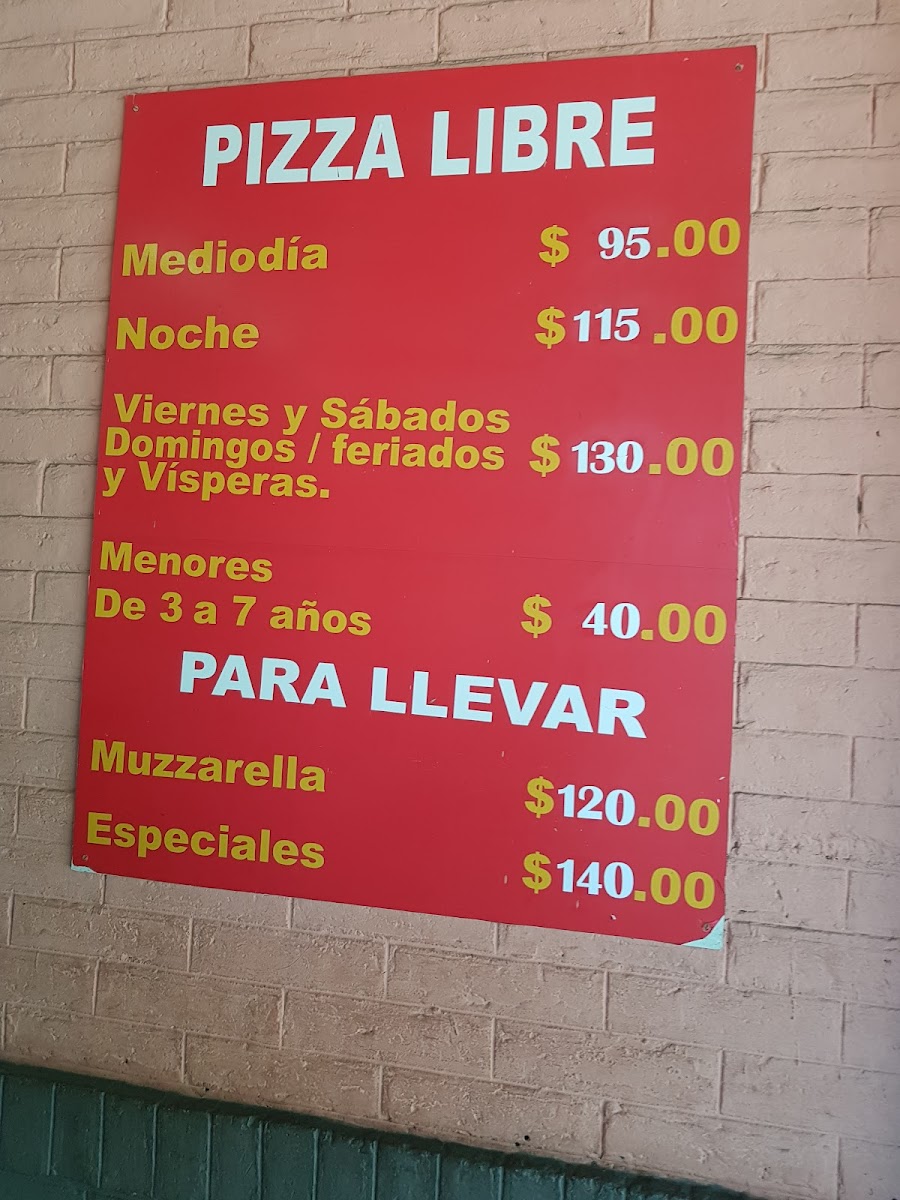 PIZZA LIBRE
Mediodía $ 95.00
Noche $115.00
Viernes y Sábados
Domingos / feriados $130.00
y Vísperas.
Menores
De 3 a 7 años $ 40.00
PARA LLEVAR
Muzzarella $120.00
Especiales $140.00